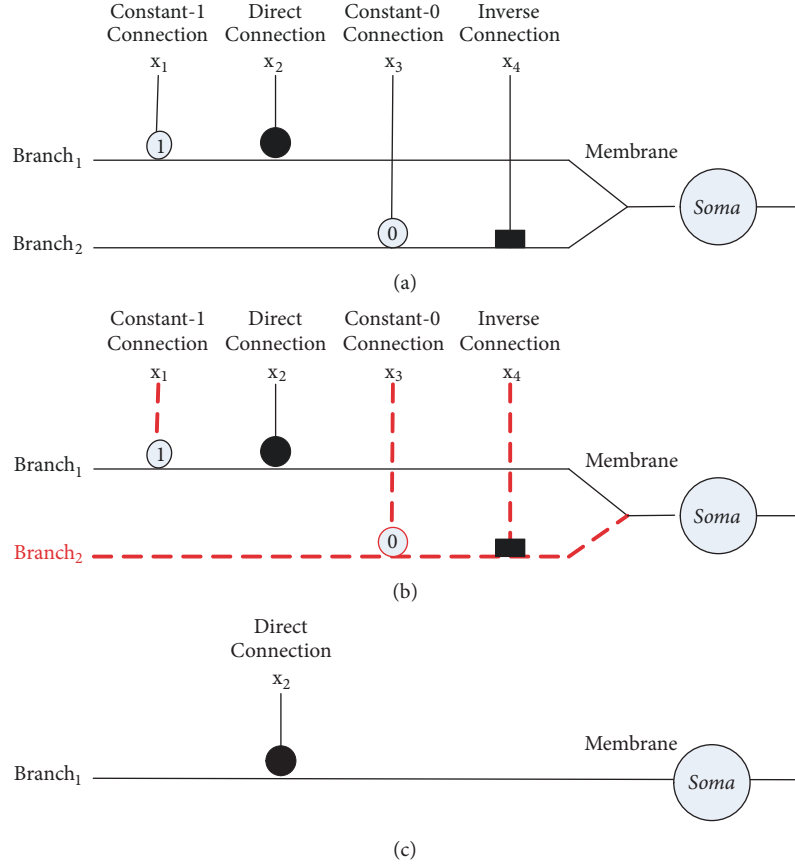 Constant-1 Connection x₁
Direct Connection x₂
Constant-0 Connection x₃
Inverse Connection x₄
1
Branch₁
Membrane
Soma
0
Branch₂
(a)
Constant-1 Connection x₁
Direct Connection x₂
Constant-0 Connection x₃
Inverse Connection x₄
1
Branch₁
Membrane
Soma
0
Branch₂
(b)
Direct
Connection
x₂
Membrane
Branch₁
Soma
(c)